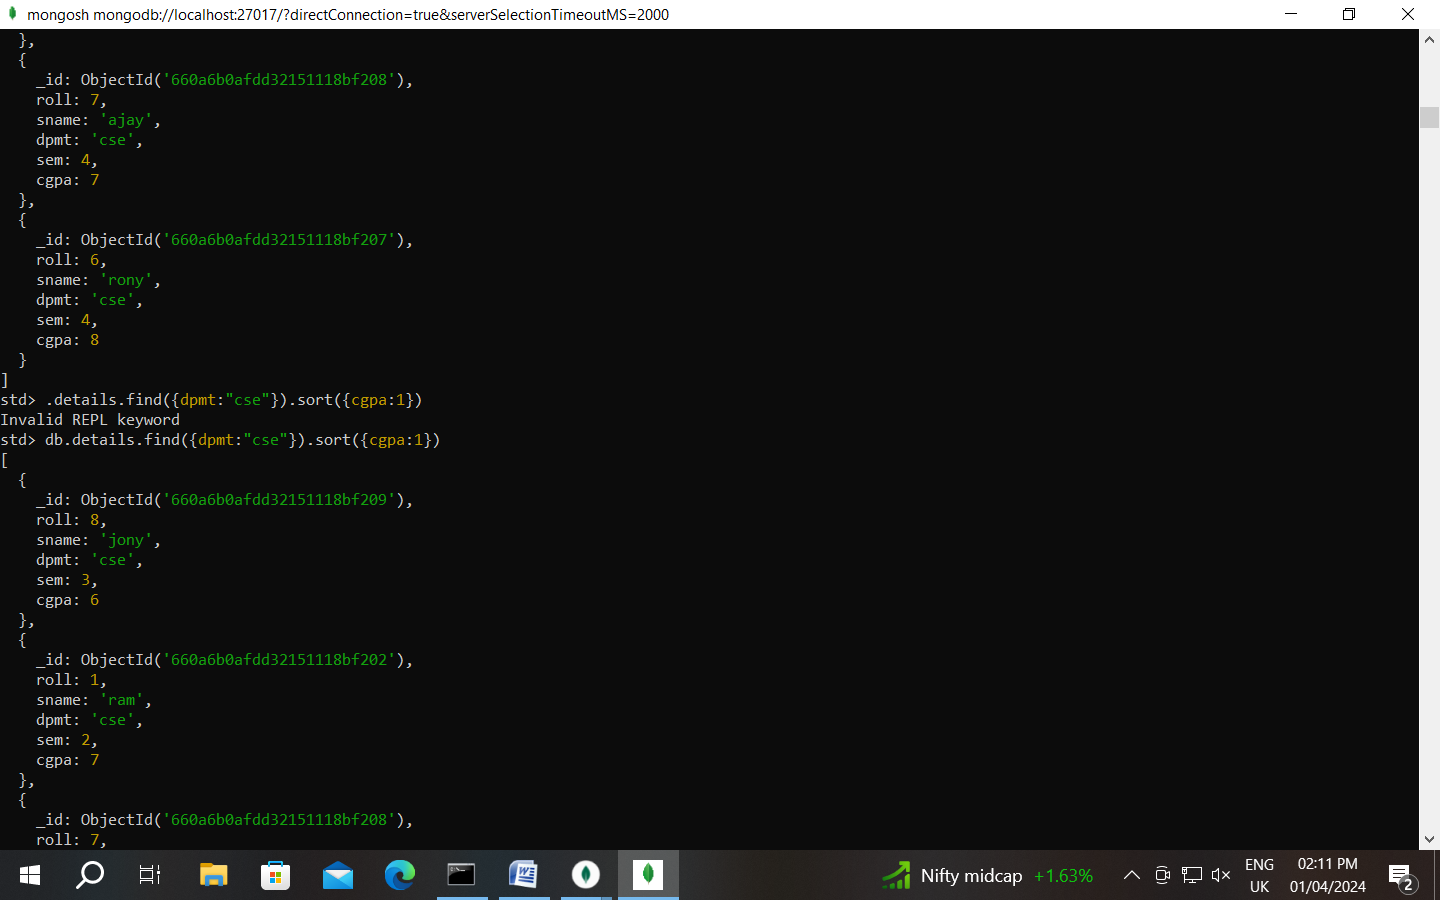 mongosh mongodb://localhost:27017/?directConnection=true&serverSelectionTimeoutMS=2000
  },
  {
    _id: ObjectId('660a6b0afdd32151118bf208'),
    roll: 7,
    sname: 'ajay',
    dpmt: 'cse',
    sem: 4,
    cgpa: 7
  },
  {
    _id: ObjectId('660a6b0afdd32151118bf207'),
    roll: 6,
    sname: 'rony',
    dpmt: 'cse',
    sem: 4,
    cgpa: 8
  }
]
std> .details.find({dpmt:"cse"}).sort({cgpa:1})
Invalid REPL keyword
std> db.details.find({dpmt:"cse"}).sort({cgpa:1})
[
  {
    _id: ObjectId('660a6b0afdd32151118bf209'),
    roll: 8,
    sname: 'jony',
    dpmt: 'cse',
    sem: 3,
    cgpa: 6
  },
  {
    _id: ObjectId('660a6b0afdd32151118bf202'),
    roll: 1,
    sname: 'ram',
    dpmt: 'cse',
    sem: 2,
    cgpa: 7
  },
  {
    _id: ObjectId('660a6b0afdd32151118bf208'),
    roll: 7,
Nifty midcap +1.63%
ENG
UK
02:11 PM
01/04/2024
2